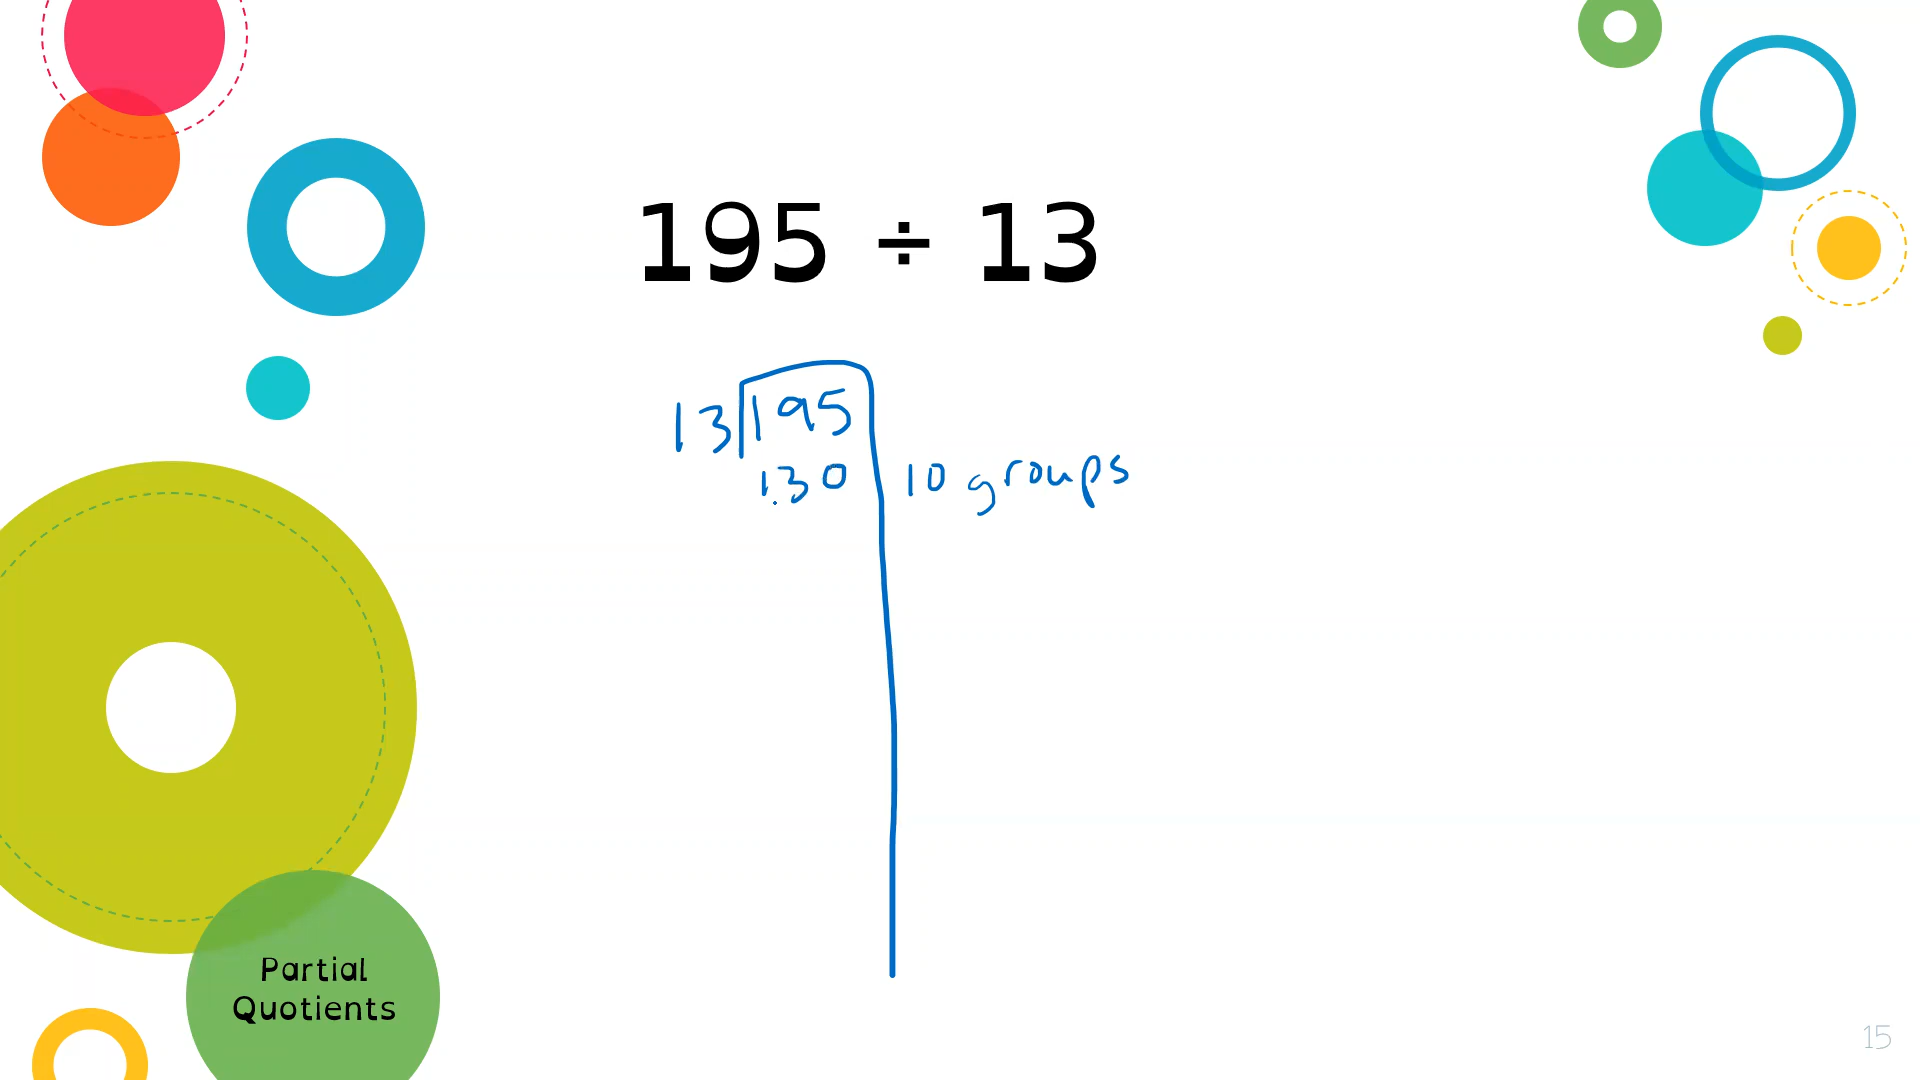 195 ÷ 13
13 195
130 10 groups
Partial
Quotients
15